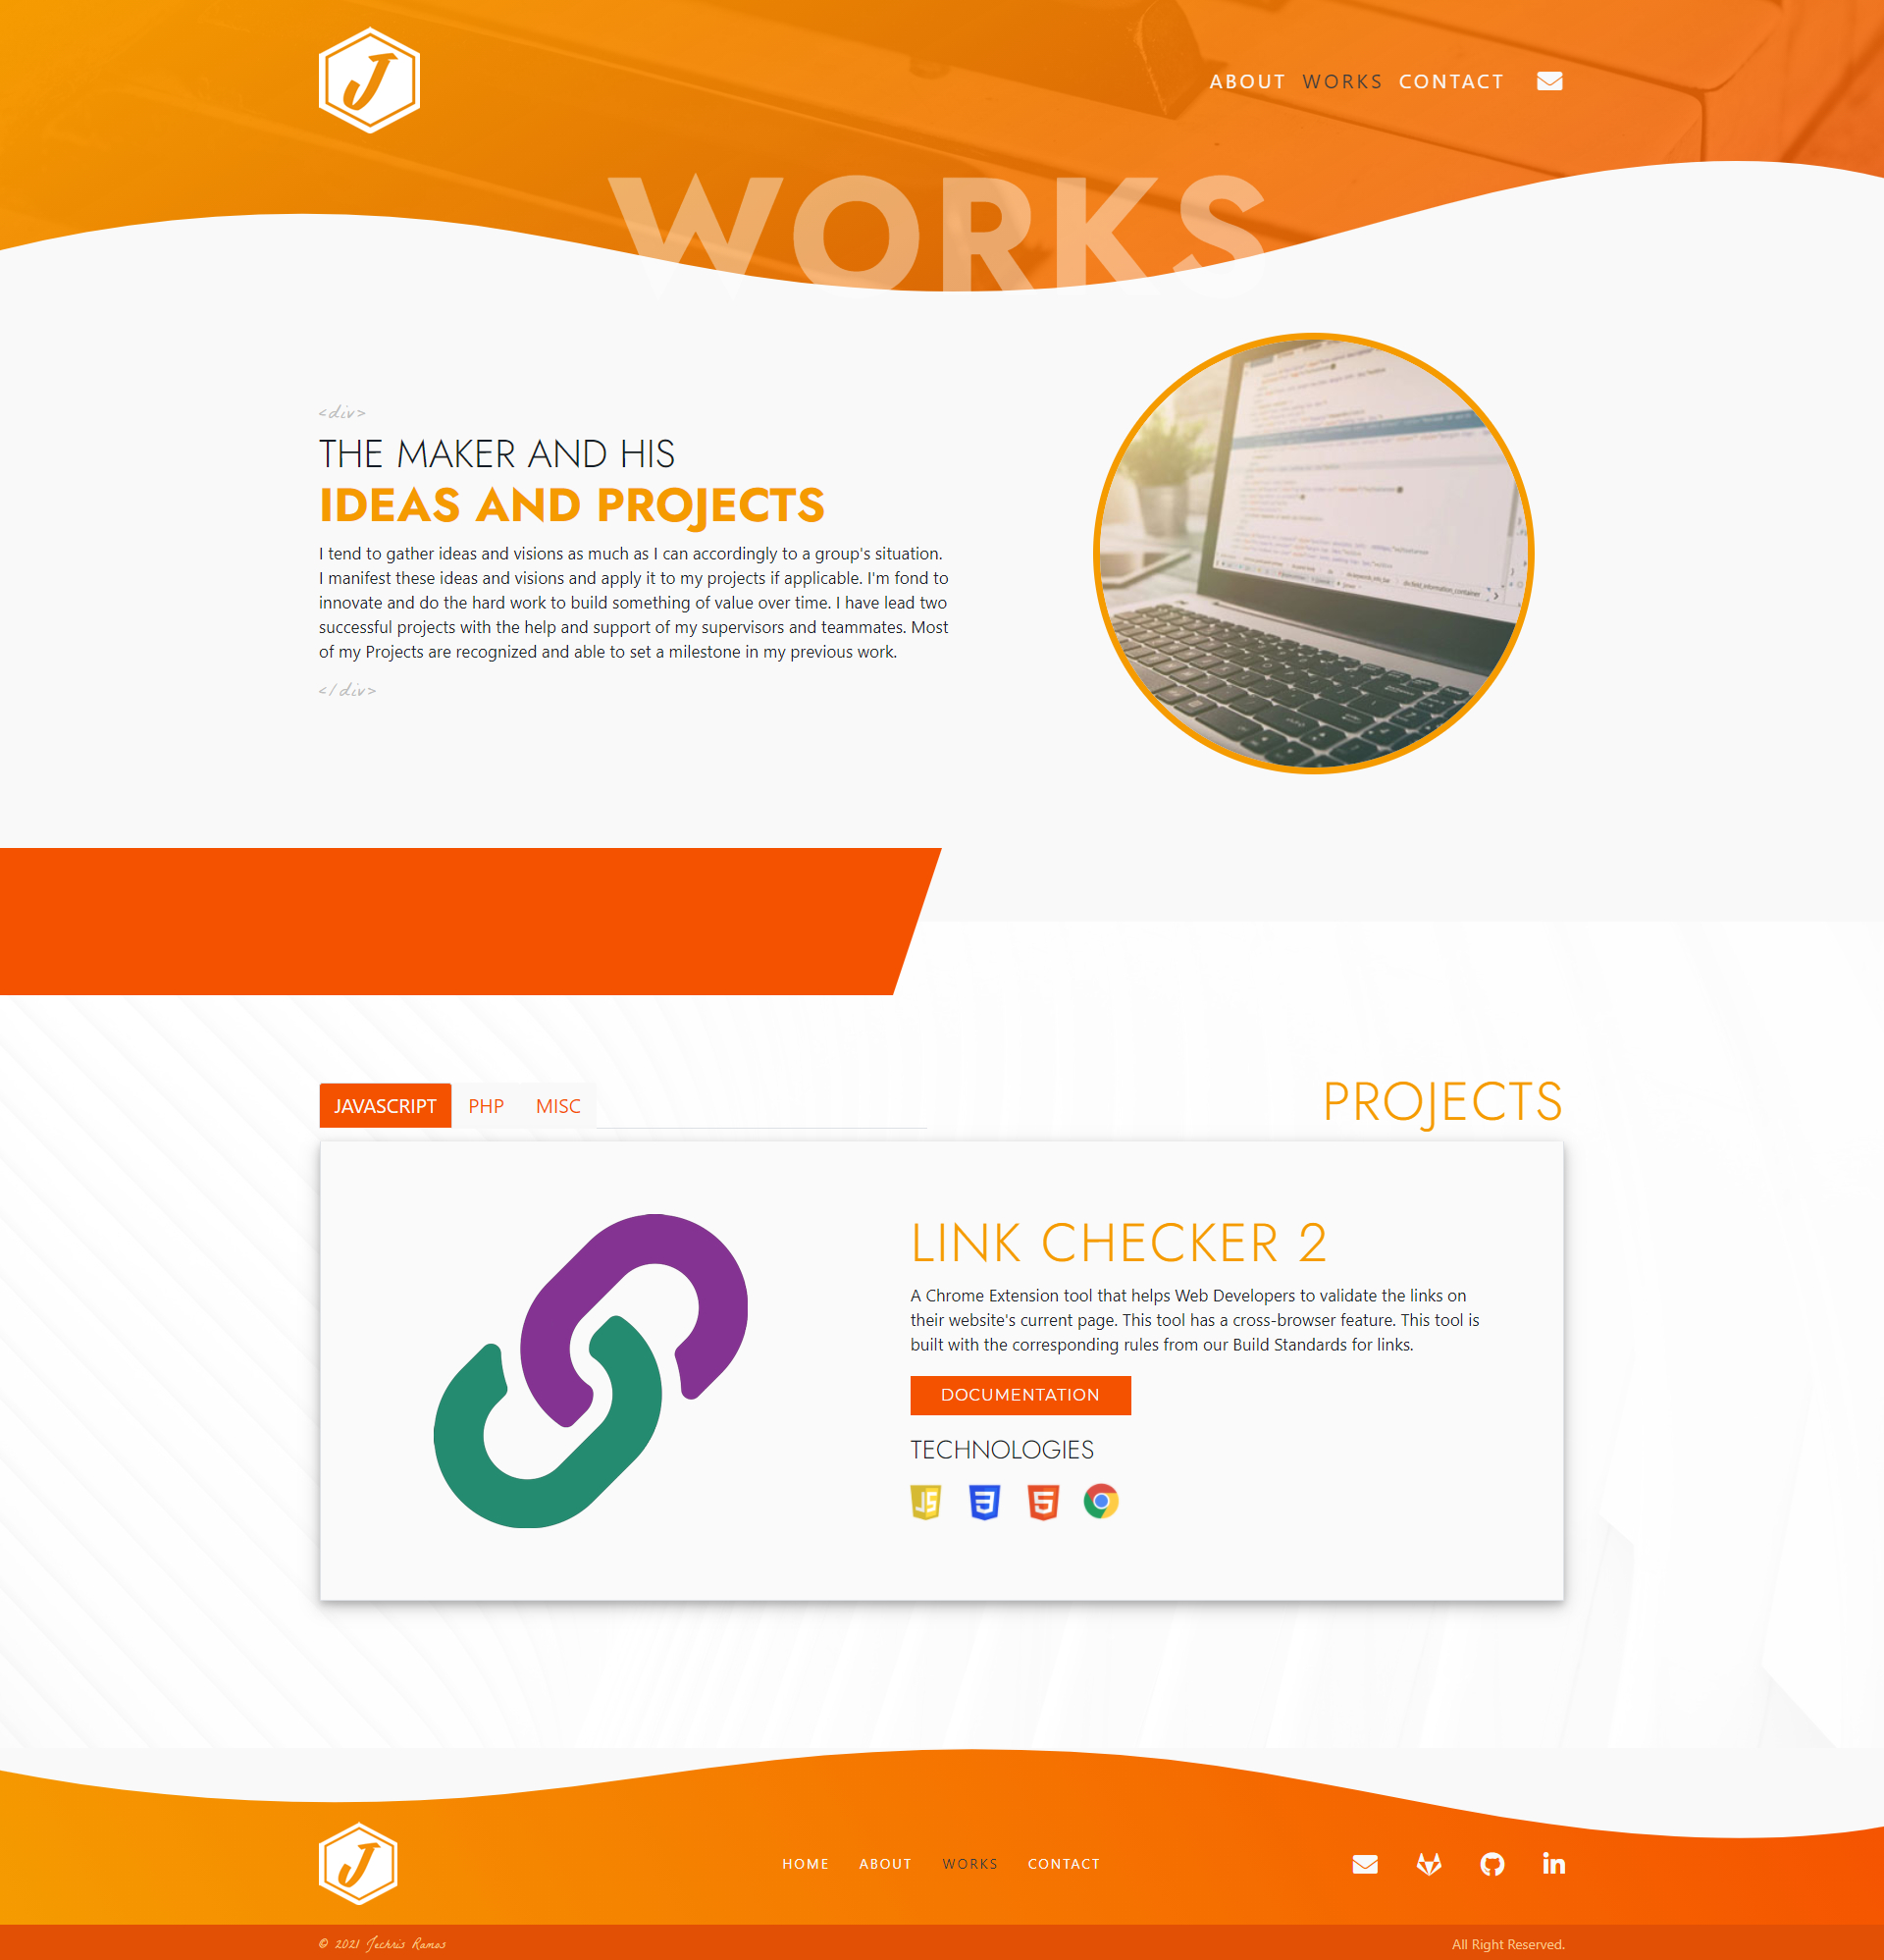 J
ABOUT WORKS CONTACT
WORKS
<div>
THE MAKER AND HIS
IDEAS AND PROJECTS
I tend to gather ideas and visions as much as I can accordingly to a group's situation.
I manifest these ideas and visions and apply it to my projects if applicable. I'm fond to
innovate and do the hard work to build something of value over time. I have lead two
successful projects with the help and support of my supervisors and teammates. Most
of my Projects are recognized and able to set a milestone in my previous work.
</div>
JAVASCRIPT PHP MISC
PROJECTS
LINK CHECKER 2
A Chrome Extension tool that helps Web Developers to validate the links on
their website's current page. This tool has a cross-browser feature. This tool is
built with the corresponding rules from our Build Standards for links.
DOCUMENTATION
TECHNOLOGIES
JS 3 5
J
HOME ABOUT WORKS CONTACT
in
© 2021 Jechris Ramos
All Right Reserved.